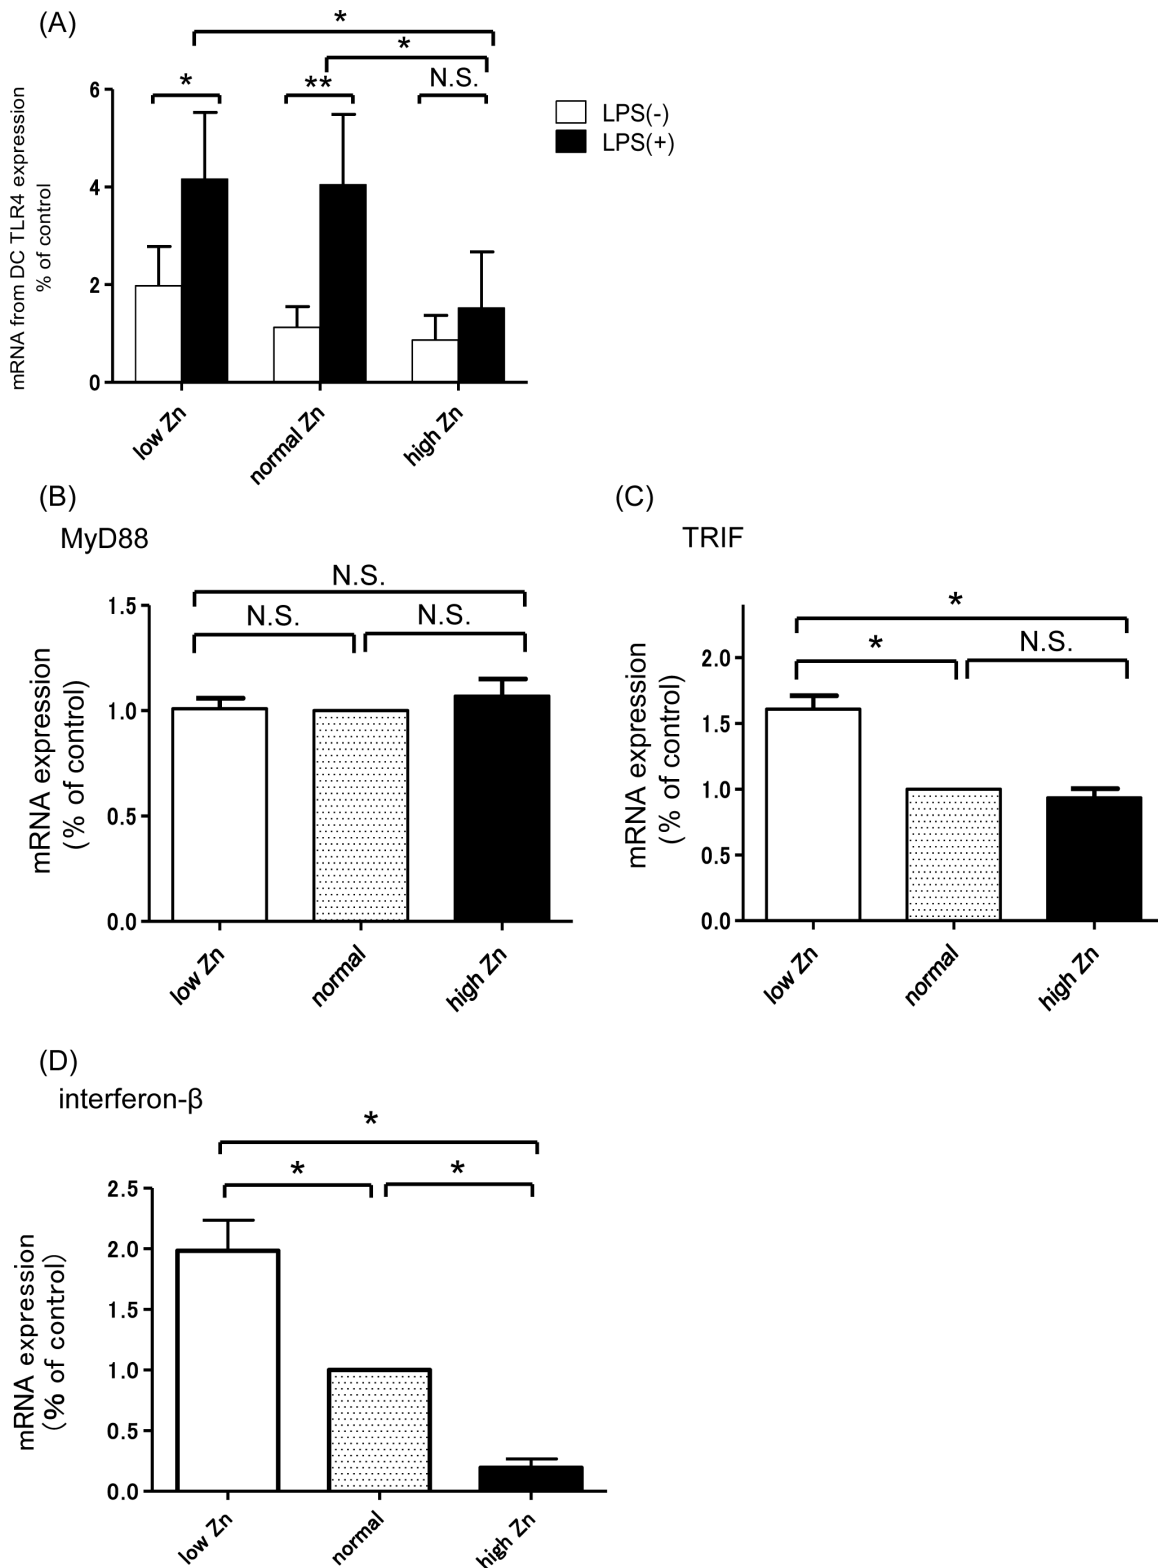 (A)
*
*
* ** N.S.
mRNA from DC TLR4 expression
% of control
6
4
2
0
LPS(-)
LPS(+)
low Zn normal Zn high Zn
(B)
MyD88
N.S.
N.S. N.S.
mRNA expression
(% of control)
1.5
1.0
0.5
0.0
low Zn normal high Zn
(C)
TRIF
*
* N.S.
mRNA expression
(% of control)
2.0
1.5
1.0
0.5
0.0
low Zn normal high Zn
(D)
interferon-β
*
* *
mRNA expression
(% of control)
2.5
2.0
1.5
1.0
0.5
0.0
low Zn normal high Zn